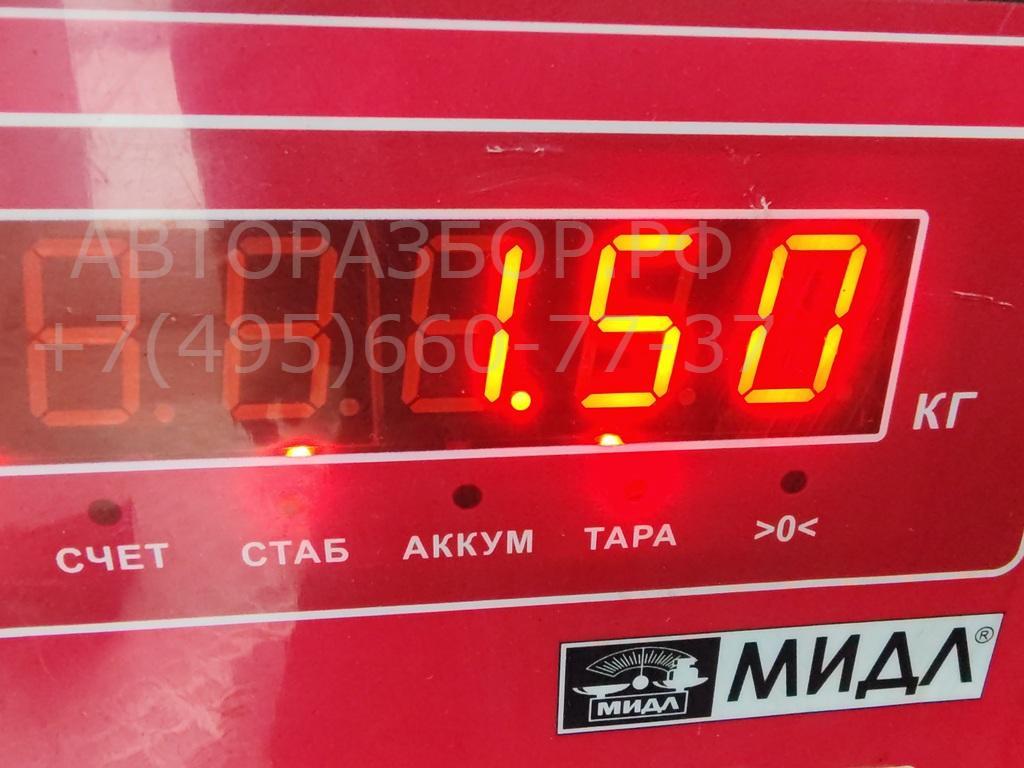 АВТОРАЗБОР.РФ
+7(495)660-77-37
1.50
КГ
СЧЕТ СТАБ АККУМ ТАРА >0<
МИДЛ МИДЛ®